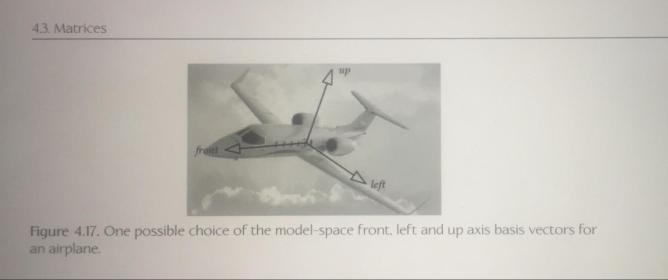 4.3. Matrices
up
front
left
Figure 4.17. One possible choice of the model-space front, left and up axis basis vectors for
an airplane.